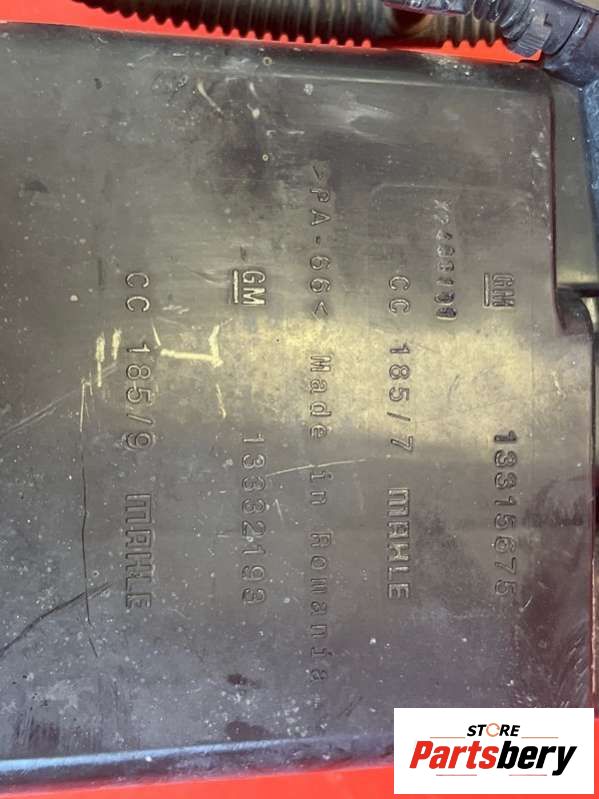 GM 13315675
CC 185/7 MAHLE
>PA-66< Made in Romania
GM 13332193
CC 185/9 MAHLE
STORE
Partsbery